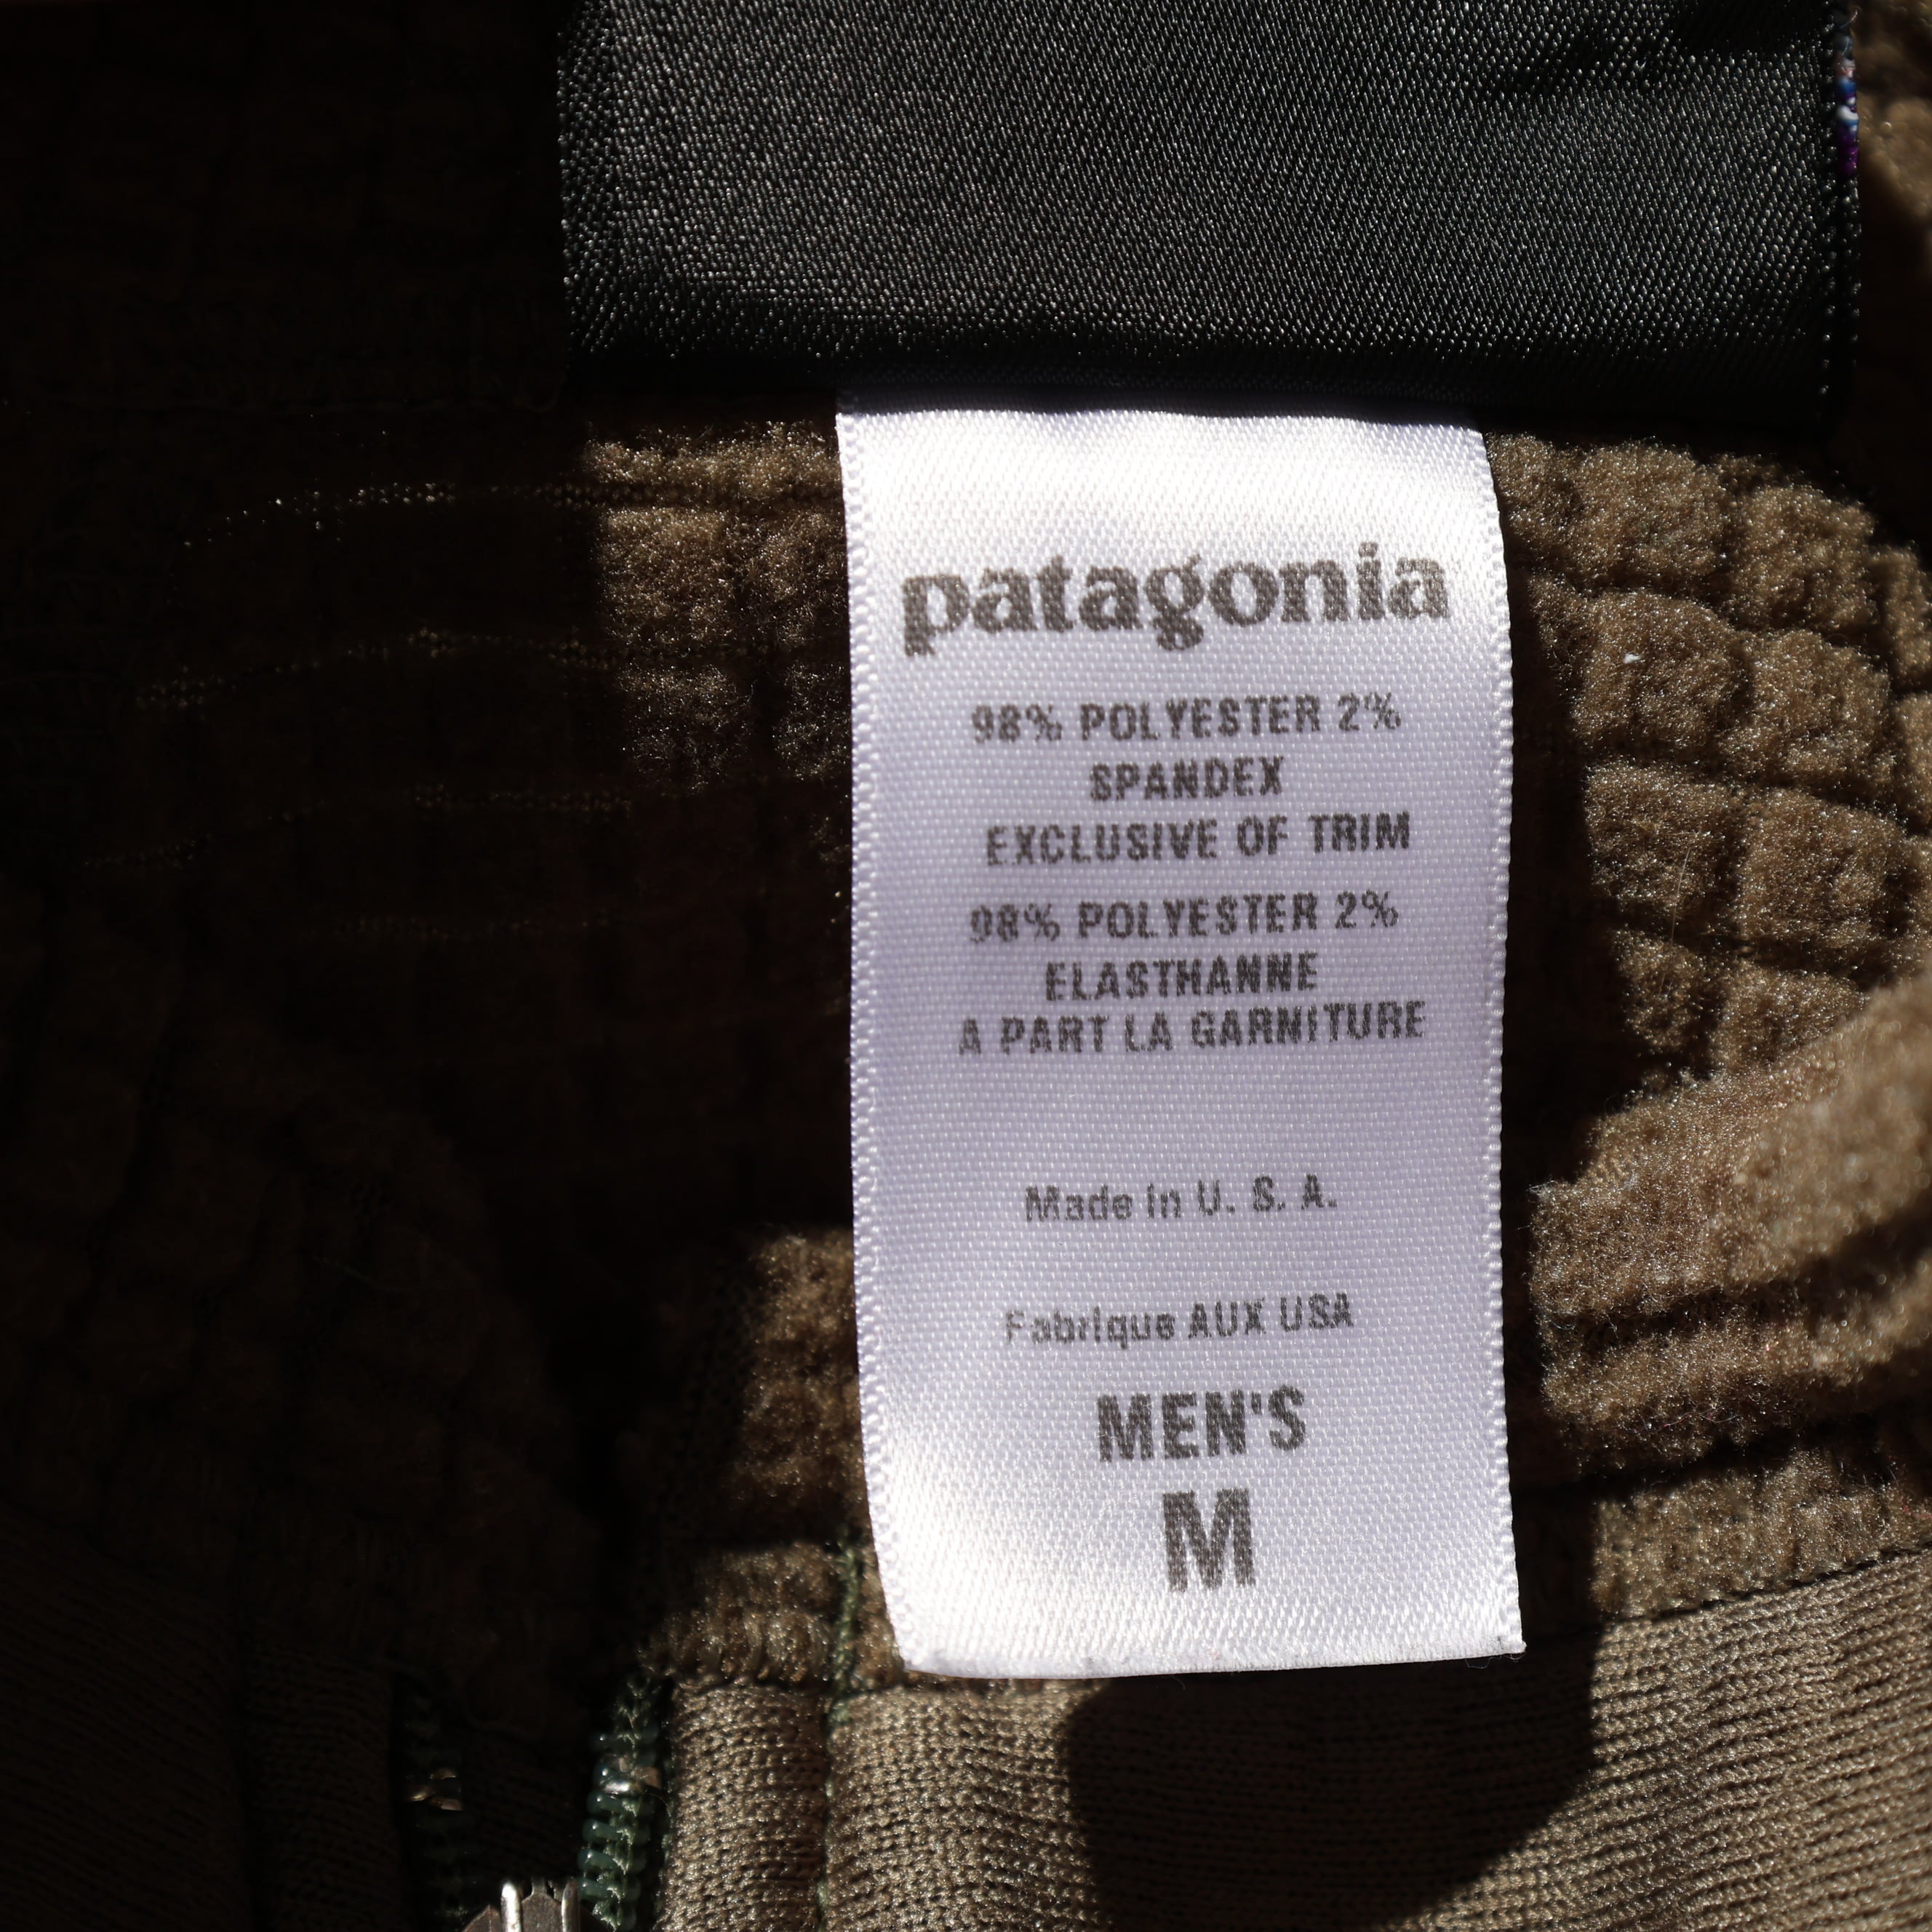 patagonia
98% POLYESTER 2%
SPANDEX
EXCLUSIVE OF TRIM
98% POLYESTER 2%
ELASTHANNE
A PART LA GARNITURE
Made in U. S. A.
Fabrique AUX USA
MEN'S
M